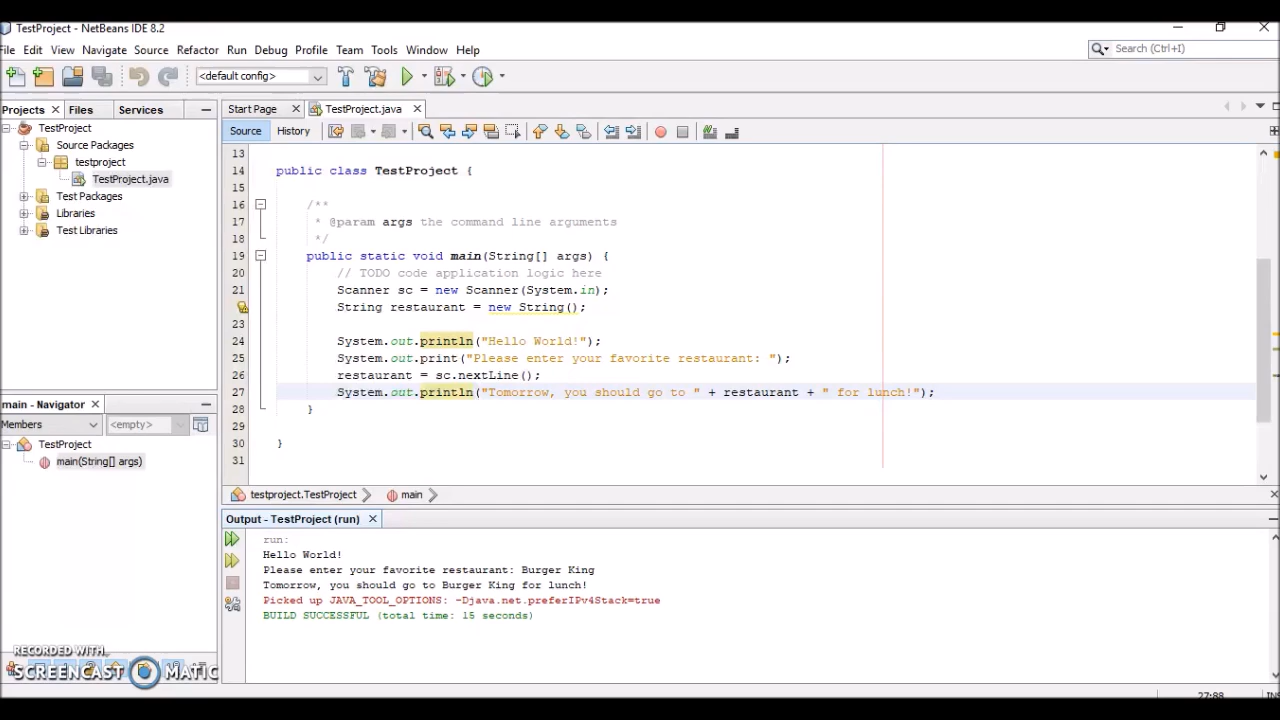 TestProject - NetBeans IDE 8.2
File Edit View Navigate Source Refactor Run Debug Profile Team Tools Window Help
Search (Ctrl+I)
<default config>
Projects Files Services
Start Page TestProject.java
Source History
TestProject
Source Packages
testproject
TestProject.java
Test Packages
Libraries
Test Libraries
13
14 public class TestProject {
15
16 /**
17 * @param args the command line arguments
18 */
19 public static void main(String[] args) {
20 // TODO code application logic here
21 Scanner sc = new Scanner(System.in);
String restaurant = new String();
23
24 System.out.println("Hello World!");
25 System.out.print("Please enter your favorite restaurant: ");
26 restaurant = sc.nextLine();
27 System.out.println("Tomorrow, you should go to " + restaurant + " for lunch!");
28 }
29
30 }
31
main - Navigator
Members <empty>
TestProject
main(String[] args)
testproject.TestProject main
Output - TestProject (run)
run:
Hello World!
Please enter your favorite restaurant: Burger King
Tomorrow, you should go to Burger King for lunch!
Picked up JAVA_TOOL_OPTIONS: -Djava.net.preferIPv4Stack=true
BUILD SUCCESSFUL (total time: 15 seconds)
RECORDED WITH
SCREENCAST MATIC
27:88 INS